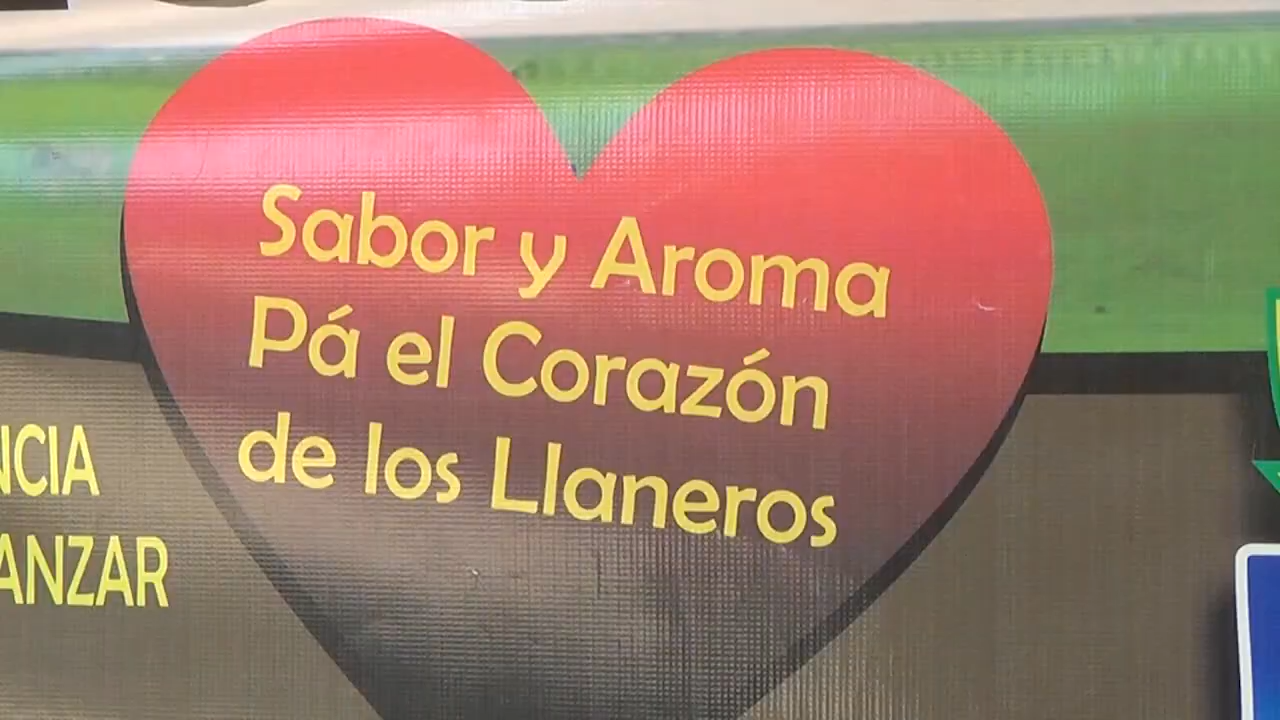 Sabor y Aroma
Pá el Corazón
de los Llaneros
NCIA
ANZAR